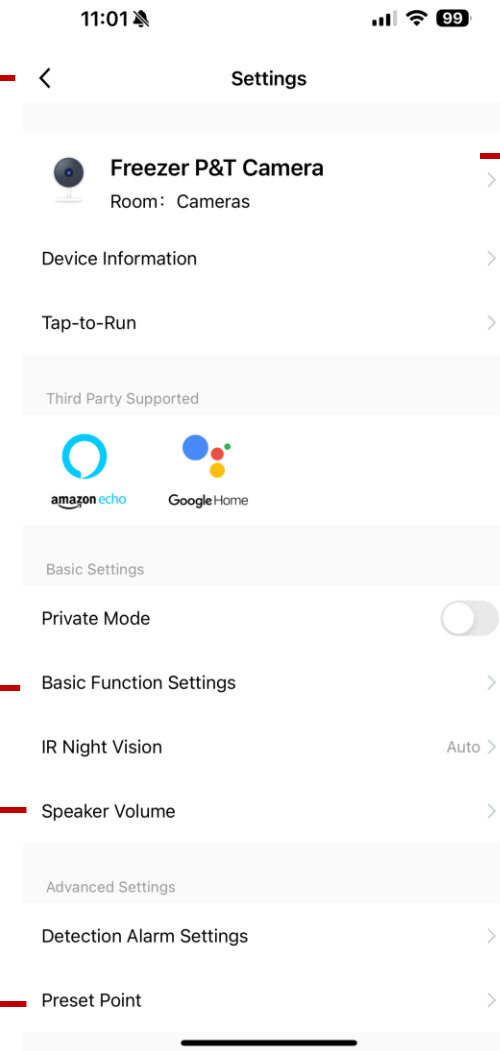 11:01
99
Settings
Freezer P&T Camera
Room: Cameras
Device Information
Tap-to-Run
Third Party Supported
amazon echo
Google Home
Basic Settings
Private Mode
Basic Function Settings
IR Night Vision
Auto
Speaker Volume
Advanced Settings
Detection Alarm Settings
Preset Point